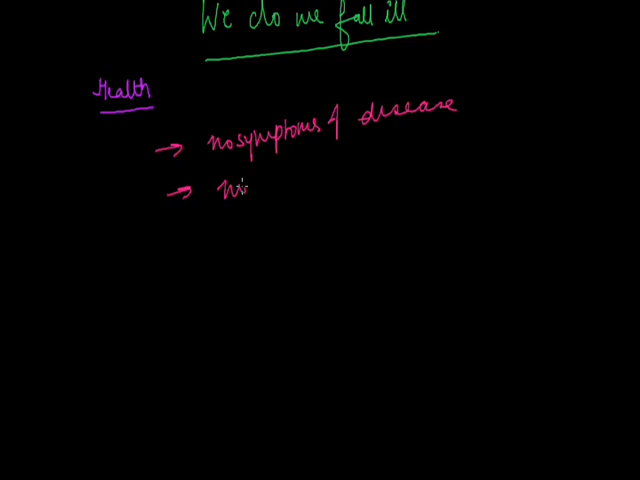 We do we fall ill
Health
→ no symptoms of disease
→